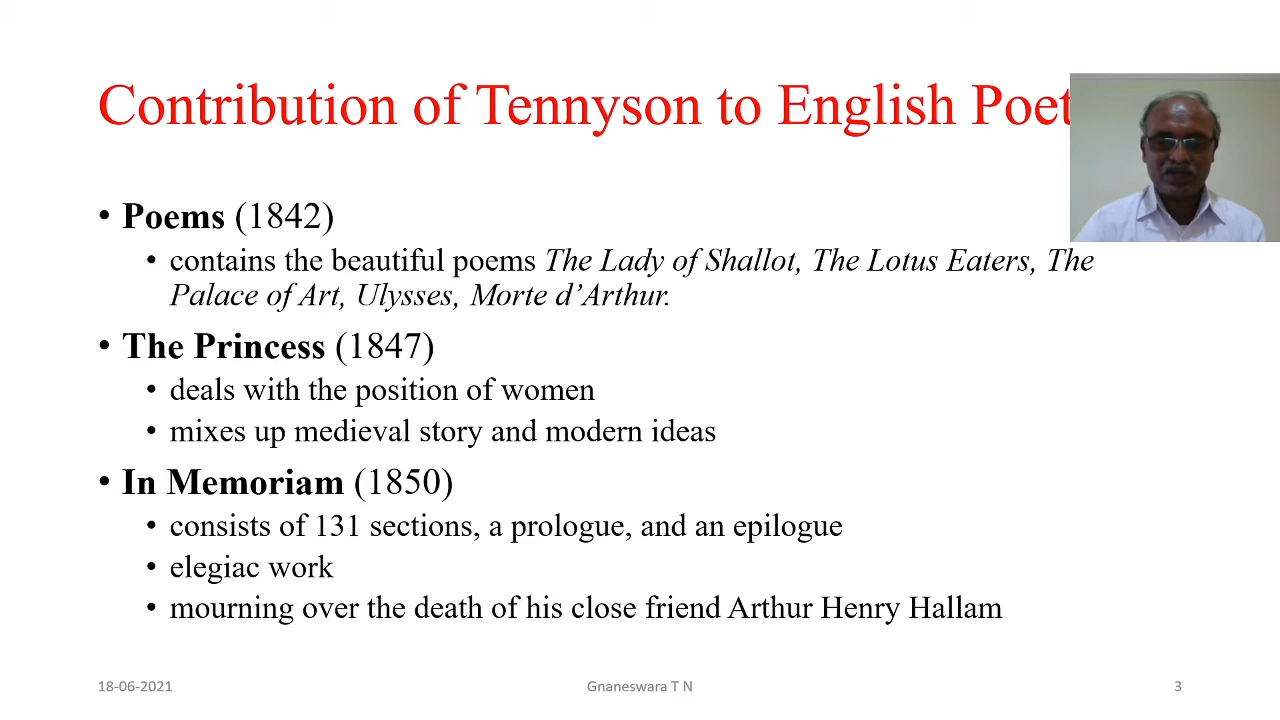 Contribution of Tennyson to English Poet
• Poems (1842)
• contains the beautiful poems The Lady of Shallot, The Lotus Eaters, The
Palace of Art, Ulysses, Morte d’Arthur.
• The Princess (1847)
• deals with the position of women
• mixes up medieval story and modern ideas
• In Memoriam (1850)
• consists of 131 sections, a prologue, and an epilogue
• elegiac work
• mourning over the death of his close friend Arthur Henry Hallam
18-06-2021
Gnaneswara T N
3